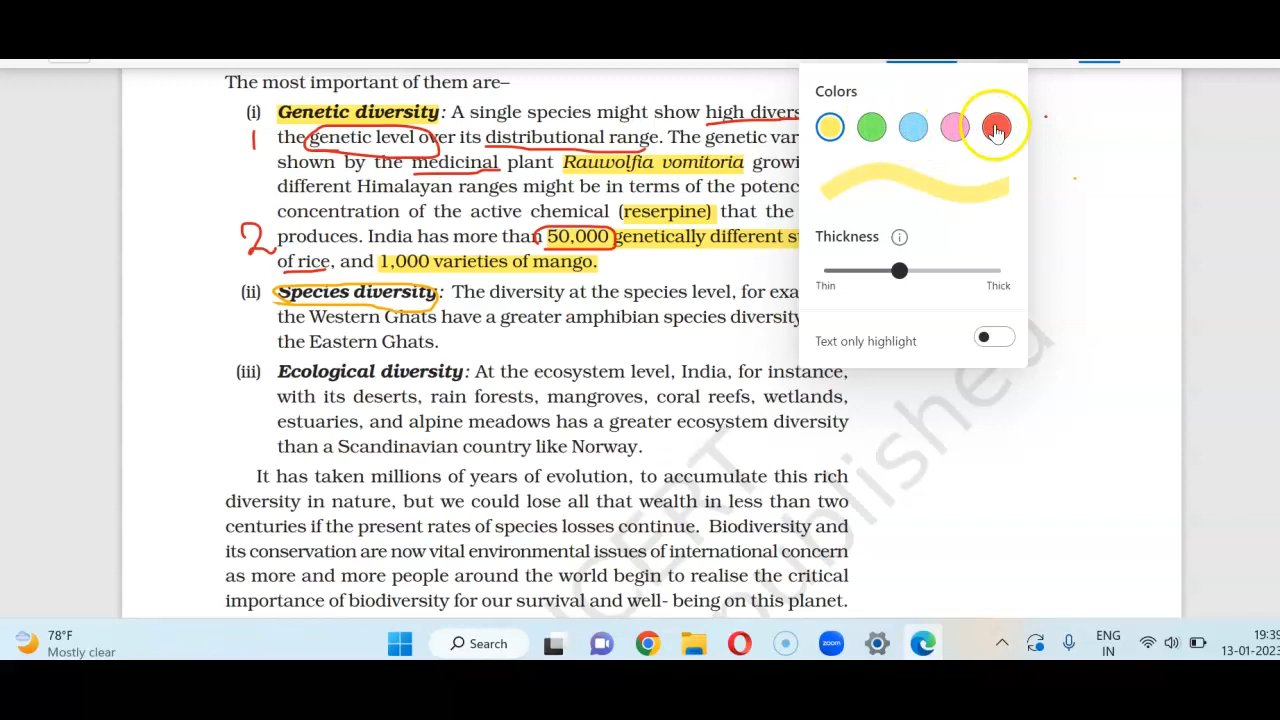 The most important of them are–
Colors
(i) Genetic diversity: A single species might show high divers
1 the genetic level over its distributional range. The genetic var
shown by the medicinal plant Rauwolfia vomitoria growi
different Himalayan ranges might be in terms of the potenc
concentration of the active chemical (reserpine) that the
2 produces. India has more than 50,000 genetically different st
Thickness
of rice, and 1,000 varieties of mango.
Thin Thick
(ii) Species diversity: The diversity at the species level, for exa
the Western Ghats have a greater amphibian species diversity
the Eastern Ghats.
Text only highlight
(iii) Ecological diversity: At the ecosystem level, India, for instance,
with its deserts, rain forests, mangroves, coral reefs, wetlands,
estuaries, and alpine meadows has a greater ecosystem diversity
than a Scandinavian country like Norway.
It has taken millions of years of evolution, to accumulate this rich
diversity in nature, but we could lose all that wealth in less than two
centuries if the present rates of species losses continue. Biodiversity and
its conservation are now vital environmental issues of international concern
as more and more people around the world begin to realise the critical
importance of biodiversity for our survival and well- being on this planet.
NCERT
published
78°F
Mostly clear
Search
zoom
ENG
IN
19:39
13-01-2023